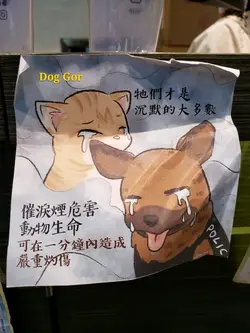 Dog Gor
牠們才是
沉默的大多數
催淚煙危害
動物生命
可在一分鐘內造成
嚴重灼傷
POLIC